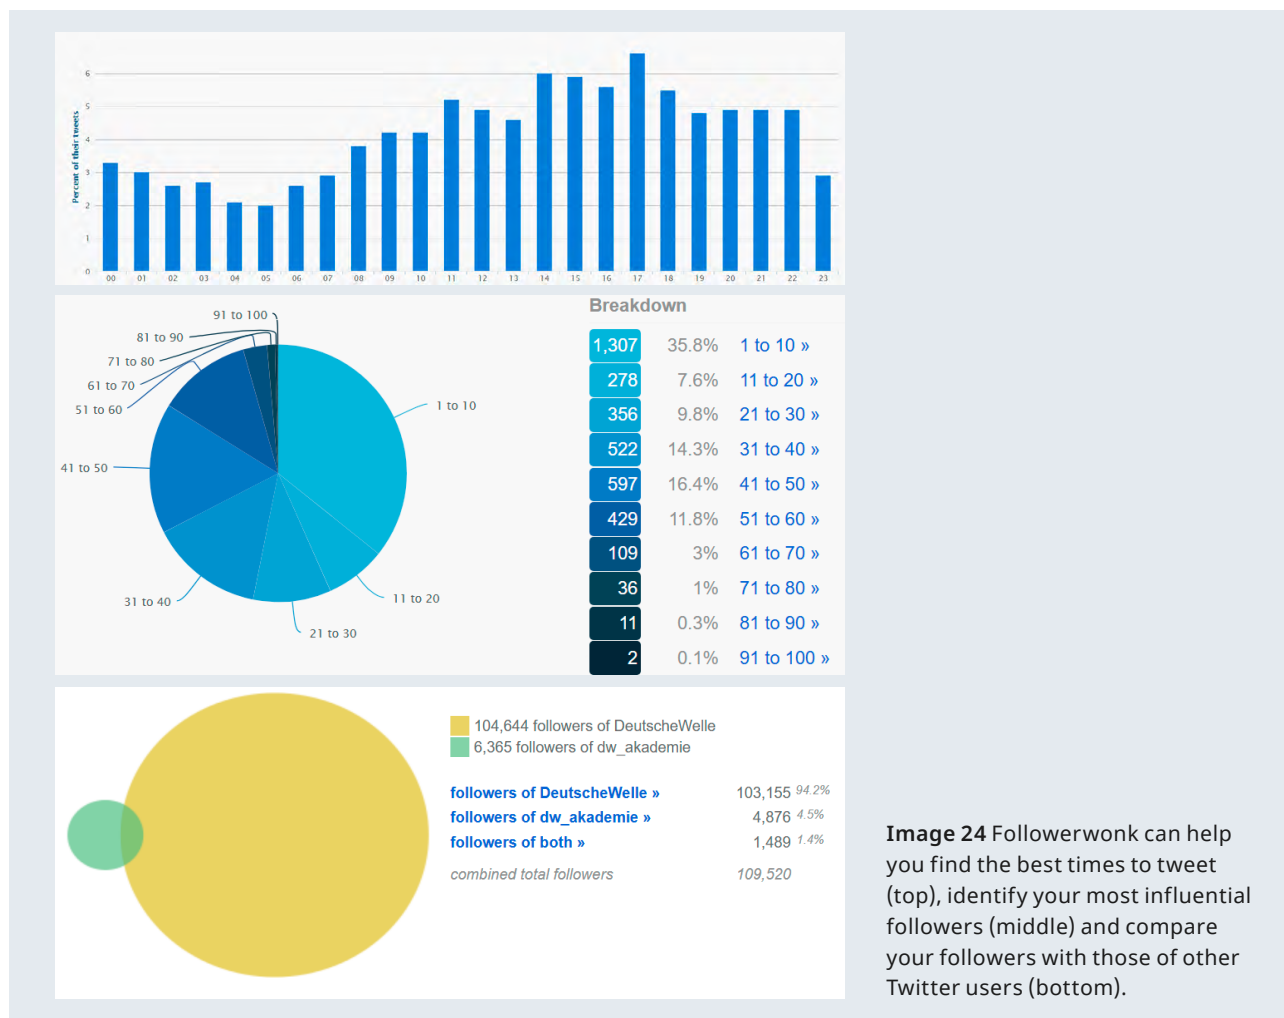 6
5
4
3
2
1
0
Percent of their tweets
00 01 02 03 04 05 06 07 08 09 10 11 12 13 14 15 16 17 18 19 20 21 22 23
91 to 100
81 to 90
71 to 80
61 to 70
51 to 60
41 to 50
31 to 40
21 to 30
11 to 20
1 to 10
Breakdown
1,307 35.8% 1 to 10 »
278 7.6% 11 to 20 »
356 9.8% 21 to 30 »
522 14.3% 31 to 40 »
597 16.4% 41 to 50 »
429 11.8% 51 to 60 »
109 3% 61 to 70 »
36 1% 71 to 80 »
11 0.3% 81 to 90 »
2 0.1% 91 to 100 »
104,644 followers of DeutscheWelle
6,365 followers of dw_akademie
followers of DeutscheWelle » 103,155 94.2%
followers of dw_akademie » 4,876 4.5%
followers of both » 1,489 1.4%
combined total followers 109,520
Image 24 Followerwonk can help
you find the best times to tweet
(top), identify your most influential
followers (middle) and compare
your followers with those of other
Twitter users (bottom).